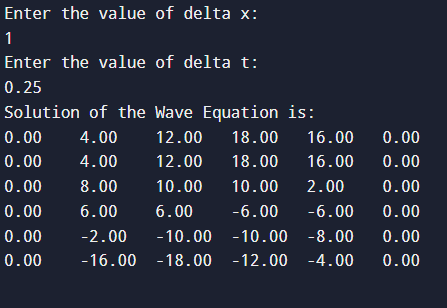 Enter the value of delta x:
1
Enter the value of delta t:
0.25
Solution of the Wave Equation is:
0.00 4.00 12.00 18.00 16.00 0.00
0.00 4.00 12.00 18.00 16.00 0.00
0.00 8.00 10.00 10.00 2.00 0.00
0.00 6.00 6.00 -6.00 -6.00 0.00
0.00 -2.00 -10.00 -10.00 -8.00 0.00
0.00 -16.00 -18.00 -12.00 -4.00 0.00